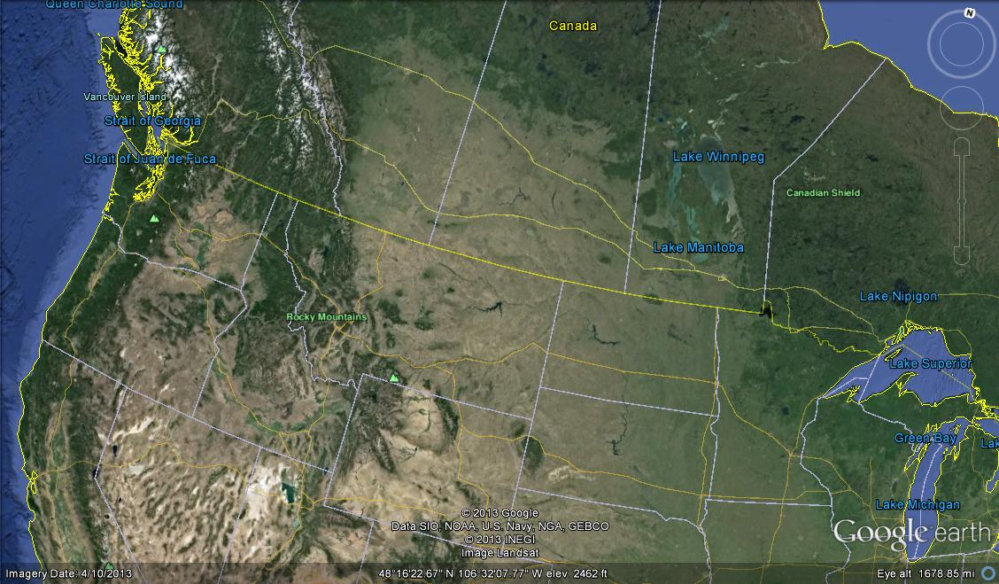 Queen Charlotte Sound
Canada
N
Vancouver Island
Strait of Georgia
Strait of Juan de Fuca
Lake Winnipeg
Canadian Shield
Lake Manitoba
Lake Nipigon
Rocky Mountains
Lake Superior
Green Bay
Lak
Lake Michigan
© 2013 Google
Data SIO, NOAA, U.S. Navy, NGA, GEBCO
© 2013 INEGI
Image Landsat
Google earth
Imagery Date: 4/10/2013 48°16'22.67" N 106°32'07.77" W elev 2462 ft Eye alt 1678.85 mi